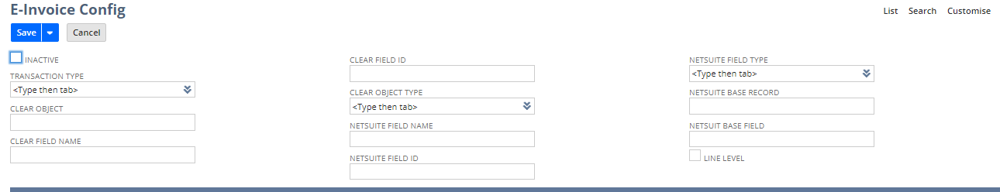 E-Invoice Config
List Search Customise
Save Cancel
INACTIVE
TRANSACTION TYPE
<Type then tab>
CLEAR OBJECT
CLEAR FIELD NAME
CLEAR FIELD ID
CLEAR OBJECT TYPE
<Type then tab>
NETSUITE FIELD NAME
NETSUITE FIELD ID
NETSUITE FIELD TYPE
<Type then tab>
NETSUITE BASE RECORD
NETSUIT BASE FIELD
LINE LEVEL